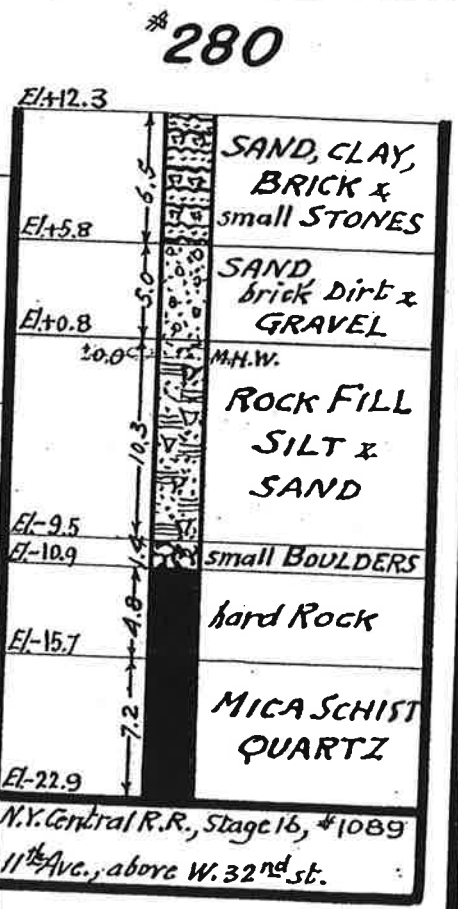 #280
El.+12.3
6.5
SAND, CLAY,
BRICK &
small STONES
El.+5.8
5.0
SAND
brick Dirt &
GRAVEL
El.+0.8
±0.0
M.H.W.
10.3
ROCK FILL
SILT &
SAND
El.-9.5
1.4
small BOULDERS
El.-10.9
4.8
hard Rock
El.-15.7
7.2
MICA SCHIST
QUARTZ
El.-22.9
N.Y. Central R.R., Stage 16, #1089
11th Ave., above W. 32nd st.